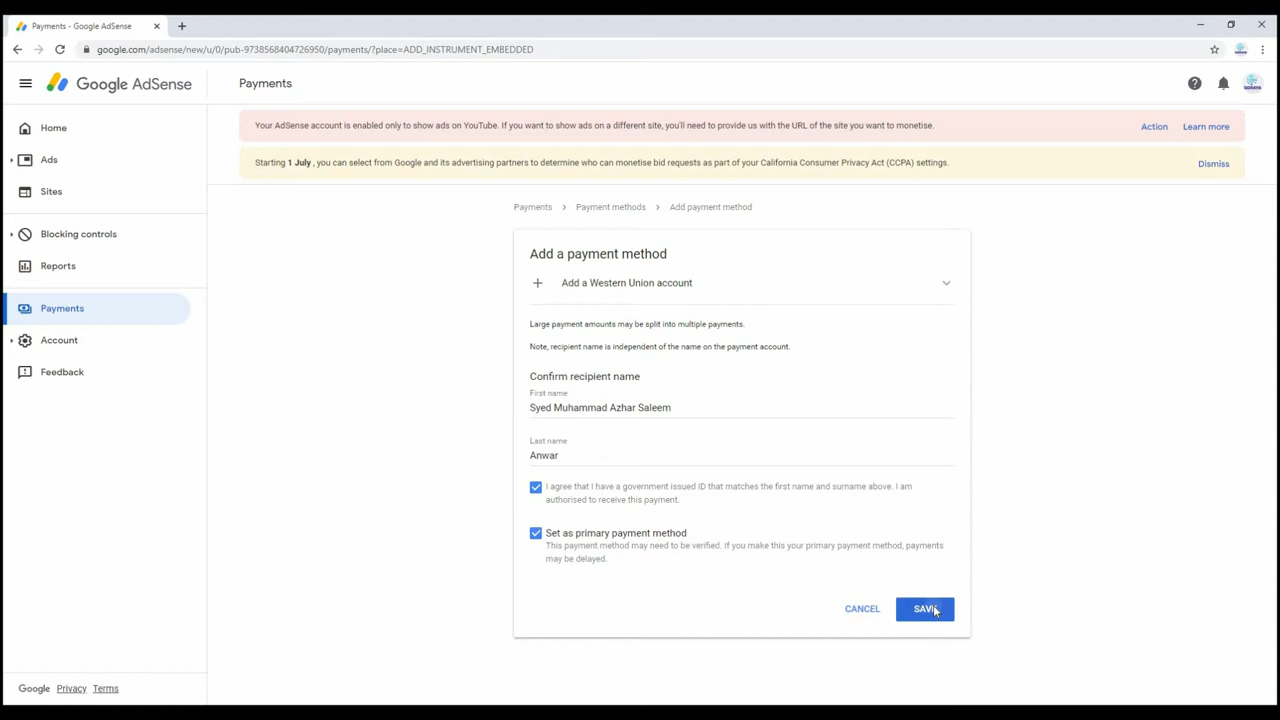 Payments - Google AdSense
google.com/adsense/new/u/0/pub-9738568404726950/payments/?place=ADD_INSTRUMENT_EMBEDDED
Google AdSense
Payments
Home
Ads
Sites
Blocking controls
Reports
Payments
Account
Feedback
Google Privacy Terms
Your AdSense account is enabled only to show ads on YouTube. If you want to show ads on a different site, you'll need to provide us with the URL of the site you want to monetise. Action Learn more
Starting 1 July , you can select from Google and its advertising partners to determine who can monetise bid requests as part of your California Consumer Privacy Act (CCPA) settings. Dismiss
Payments > Payment methods > Add payment method
Add a payment method
+ Add a Western Union account
Large payment amounts may be split into multiple payments.
Note, recipient name is independent of the name on the payment account.
Confirm recipient name
First name
Syed Muhammad Azhar Saleem
Last name
Anwar
I agree that I have a government issued ID that matches the first name and surname above. I am
authorised to receive this payment.
Set as primary payment method
This payment method may need to be verified. If you make this your primary payment method, payments
may be delayed.
CANCEL SAVE